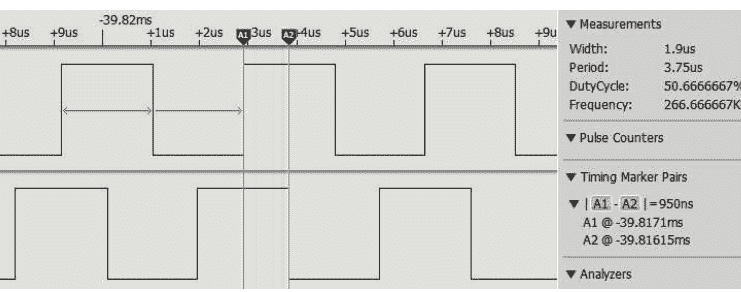 -39.82ms
+8us +9us +1us +2us A1 3us A2 +4us +5us +6us +7us +8us +9u
▼ Measurements
Width: 1.9us
Period: 3.75us
DutyCycle: 50.6666667%
Frequency: 266.666667K
▼ Pulse Counters
▼ Timing Marker Pairs
▼ | A1 - A2 | = 950ns
A1 @ -39.8171ms
A2 @ -39.81615ms
▼ Analyzers